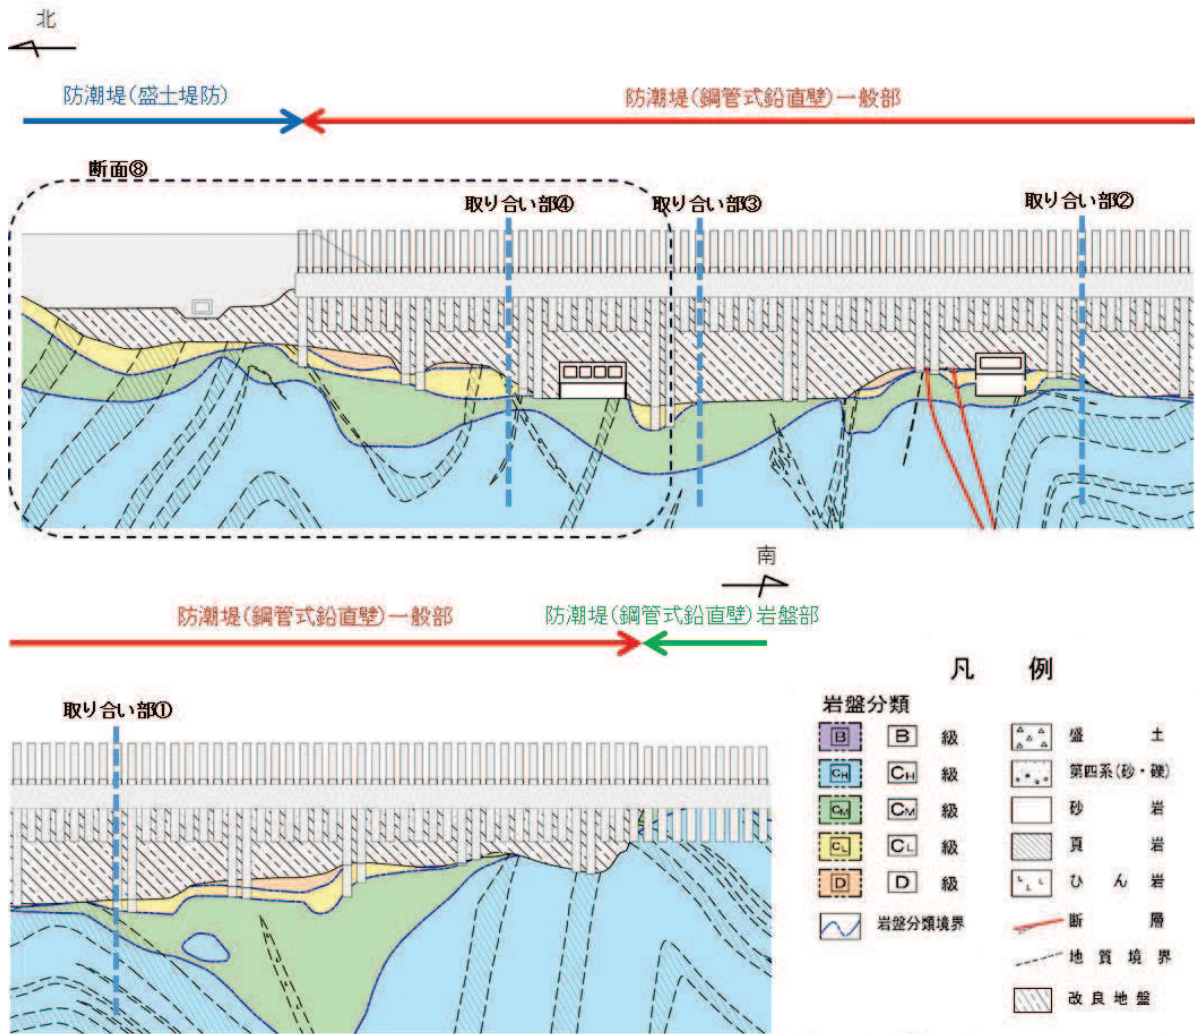 北
防潮堤(盛土堤防)
防潮堤(鋼管式鉛直壁)一般部
断面⑧
取り合い部④
取り合い部③
取り合い部②
南
防潮堤(鋼管式鉛直壁)一般部
防潮堤(鋼管式鉛直壁)岩盤部
取り合い部①
凡 例
岩盤分類
B B 級
CH CH 級
CM CM 級
CL CL 級
D D 級
岩盤分類境界
盛 土
第四系(砂・礫)
砂 岩
頁 岩
ひ ん 岩
断 層
地 質 境 界
改 良 地 盤